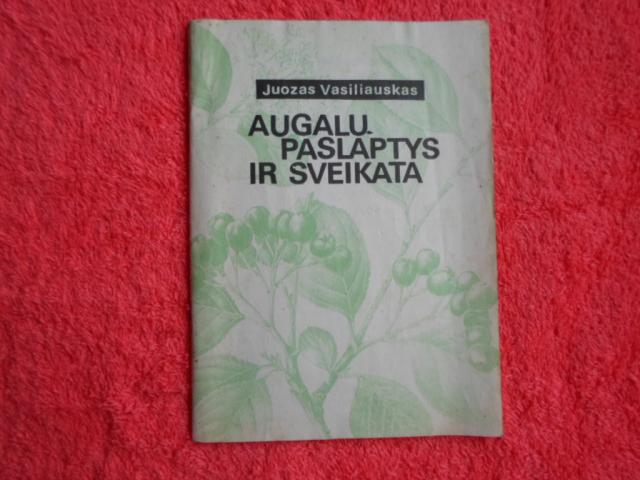 Juozas Vasiliauskas
AUGALŲ
PASLAPTYS
IR SVEIKATA